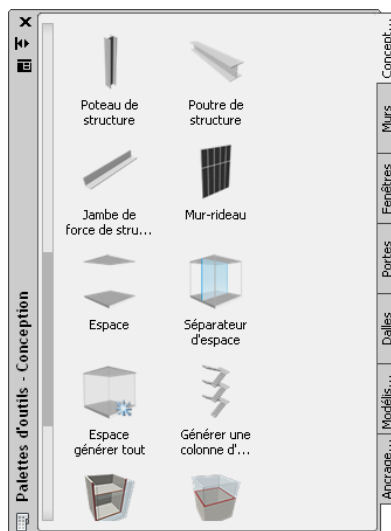 Palettes d'outils - Conception
Poteau de
structure
Poutre de
structure
Jambe de
force de stru...
Mur-rideau
Espace
Séparateur
d'espace
Espace
générer tout
Générer une
colonne d'...
Concept...
Murs
Fenêtres
Portes
Dalles
Modélis...
Ancrage...